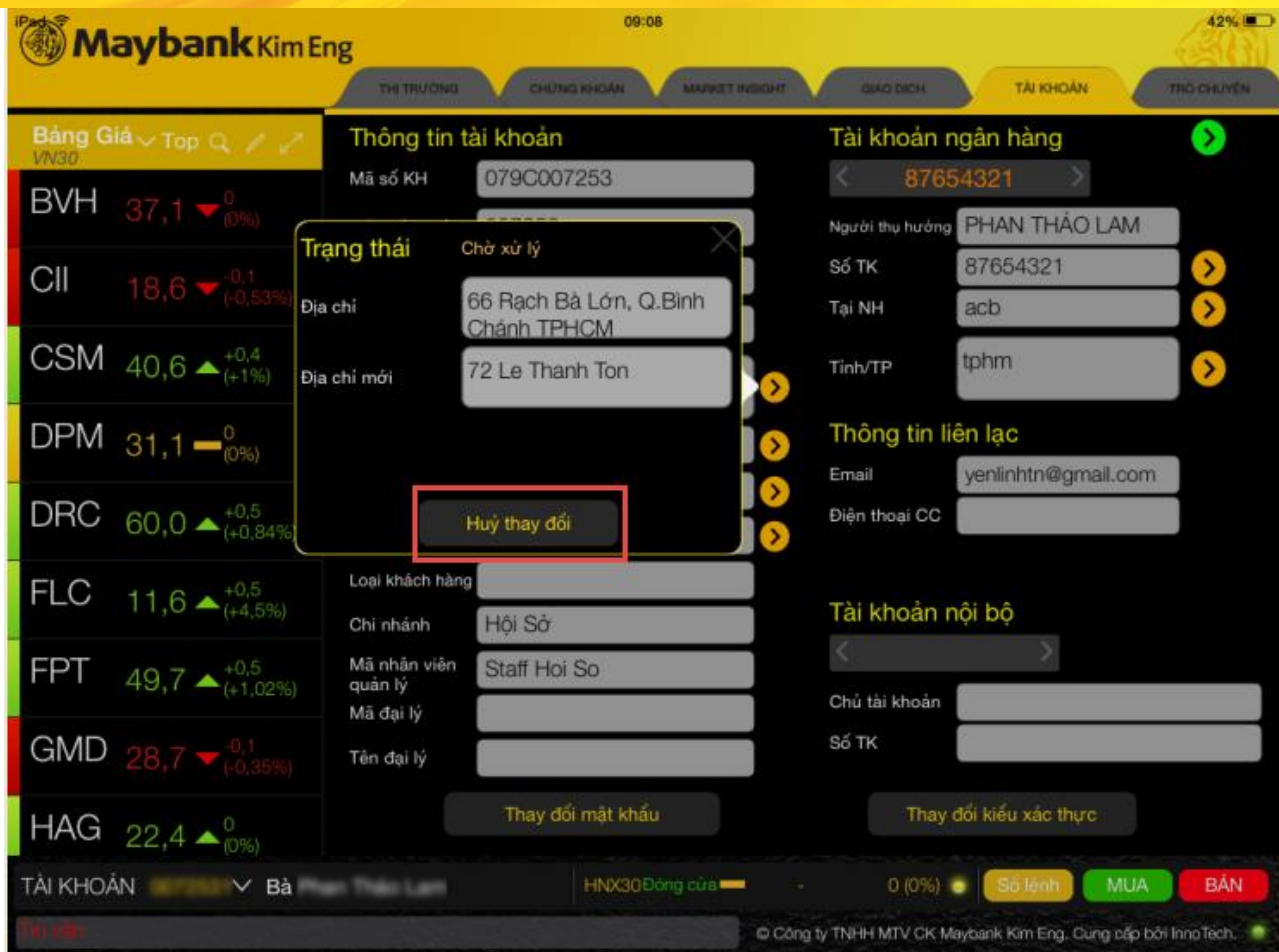 iPad 09:08 42%
Maybank Kim Eng
THỊ TRƯỜNG CHỨNG KHOÁN MARKET INSIGHT GIAO DỊCH TÀI KHOẢN TRÒ CHUYỆN
Bảng Giá Top
VN30
BVH 37,1 0 (0%)
CII 18,6 -0,1 (-0,53%)
CSM 40,6 +0,4 (+1%)
DPM 31,1 0 (0%)
DRC 60,0 +0,5 (+0,84%)
FLC 11,6 +0,5 (+4,5%)
FPT 49,7 +0,5 (+1,02%)
GMD 28,7 -0,1 (-0,35%)
HAG 22,4 0 (0%)
Thông tin tài khoản
Mã số KH 079C007253
Trạng thái Chờ xử lý
Địa chỉ 66 Rạch Bà Lớn, Q.Bình
Chánh TPHCM
Địa chỉ mới 72 Le Thanh Ton
Huỷ thay đổi
Loại khách hàng
Chi nhánh Hội Sở
Mã nhân viên
quản lý Staff Hoi So
Mã đại lý
Tên đại lý
Thay đổi mật khẩu
Tài khoản ngân hàng
87654321
Người thụ hưởng PHAN THẢO LAM
Số TK 87654321
Tại NH acb
Tỉnh/TP tphm
Thông tin liên lạc
Email yenlinhtn@gmail.com
Điện thoại CC
Tài khoản nội bộ
Chủ tài khoản
Số TK
Thay đổi kiểu xác thực
TÀI KHOẢN Bà HNX30 Đóng cửa - 0 (0%) Sổ lệnh MUA BÁN
© Công ty TNHH MTV CK Maybank Kim Eng. Cung cấp bởi InnoTech.